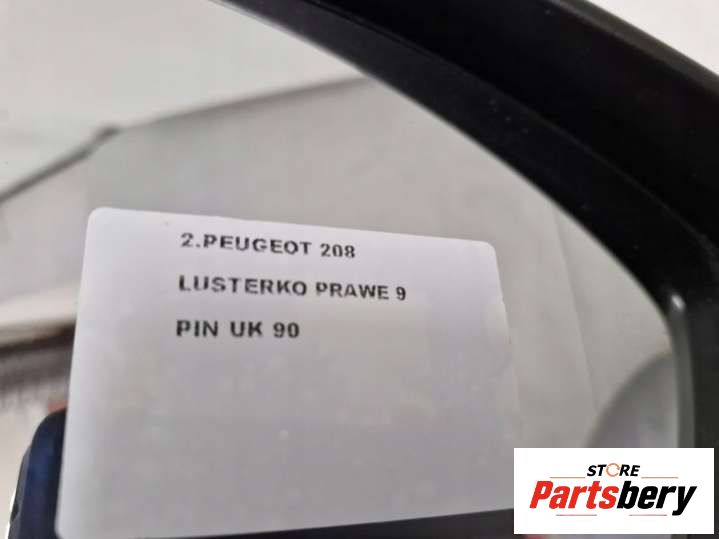 2.PEUGEOT 208
LUSTERKO PRAWE 9
PIN UK 90
STORE
Partsbery